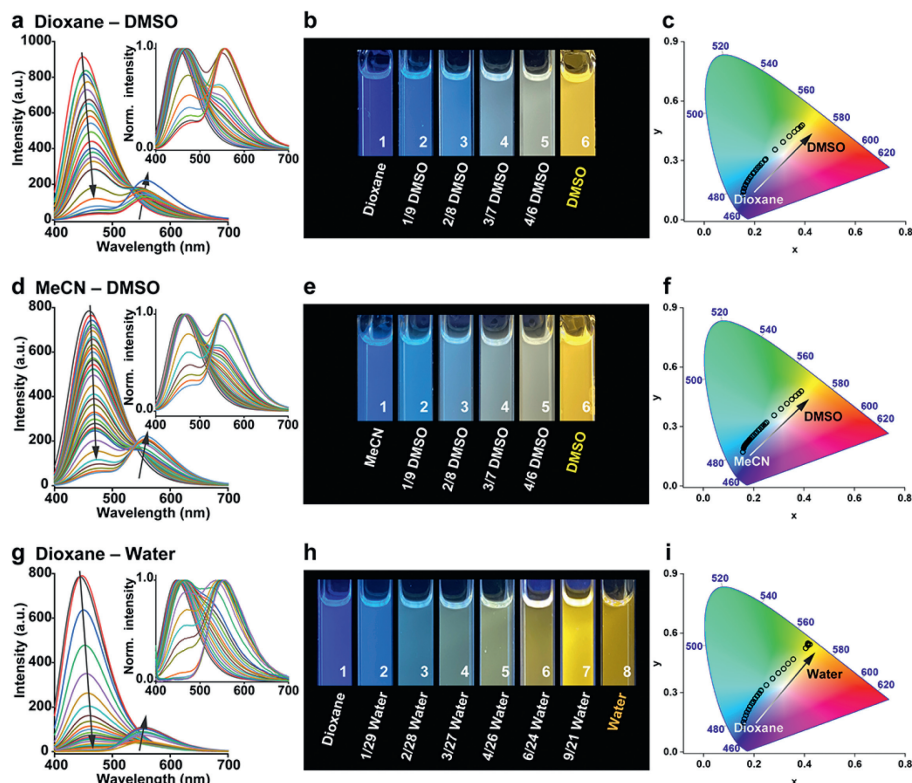 a Dioxane – DMSO
1000
800
600
400
200
0
Intensity (a.u.)
400 500 600 700
Wavelength (nm)
1.0
0.0
Norm. intensity
400 500 600 700
b
1 2 3 4 5 6
Dioxane
1/9 DMSO
2/8 DMSO
3/7 DMSO
4/6 DMSO
DMSO
c
0.9
0.6
0.3
0.0
y
520
540
560
580
600
620
500
480
460
DMSO
Dioxane
0.0 0.2 0.4 0.6 0.8
x
d MeCN – DMSO
800
600
400
200
0
Intensity (a.u.)
400 500 600 700
Wavelength (nm)
1.0
0.0
Norm. intensity
400 500 600 700
e
1 2 3 4 5 6
MeCN
1/9 DMSO
2/8 DMSO
3/7 DMSO
4/6 DMSO
DMSO
f
0.9
0.6
0.3
0.0
y
520
540
560
580
600
620
500
480
460
DMSO
MeCN
0.0 0.2 0.4 0.6 0.8
x
g Dioxane – Water
800
600
400
200
0
Intensity (a.u.)
400 500 600 700
Wavelength (nm)
1.0
0.0
Norm. intensity
400 500 600 700
h
1 2 3 4 5 6 7 8
Dioxane
1/29 Water
2/28 Water
3/27 Water
4/26 Water
6/24 Water
9/21 Water
Water
i
0.9
0.6
0.3
0.0
y
520
540
560
580
600
620
500
480
460
Water
Dioxane
0.0 0.2 0.4 0.6 0.8
x